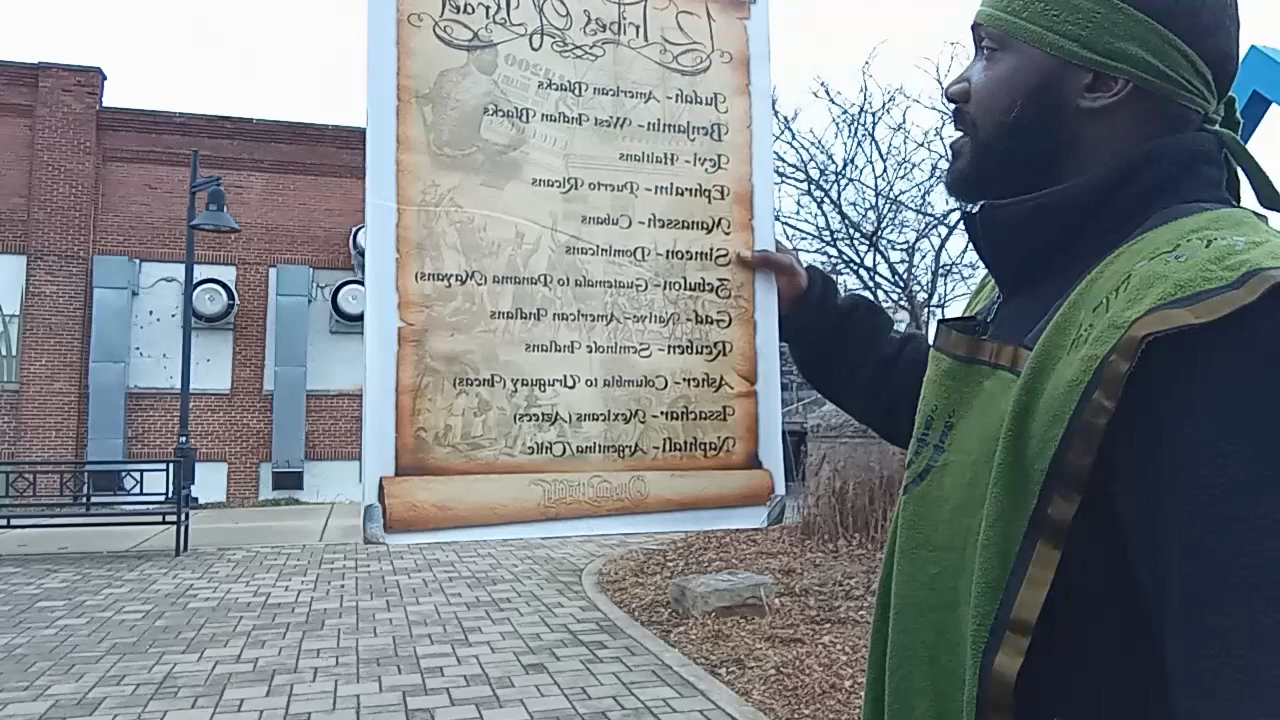 12 Tribes Of Israel
Judah - American Blacks
Benjamin - West Indian Blacks
Levi - Haitians
Ephraim - Puerto Ricans
Manasseh - Cubans
Simeon - Dominicans
Zebulon - Guatemala to Panama (Mayans)
Gad - Native-American Indians
Reuben - Seminole Indians
Asher - Columbia to Uruguay (Incas)
Issachar - Mexicans (Aztecs)
Naphtali - Argentina/Chile